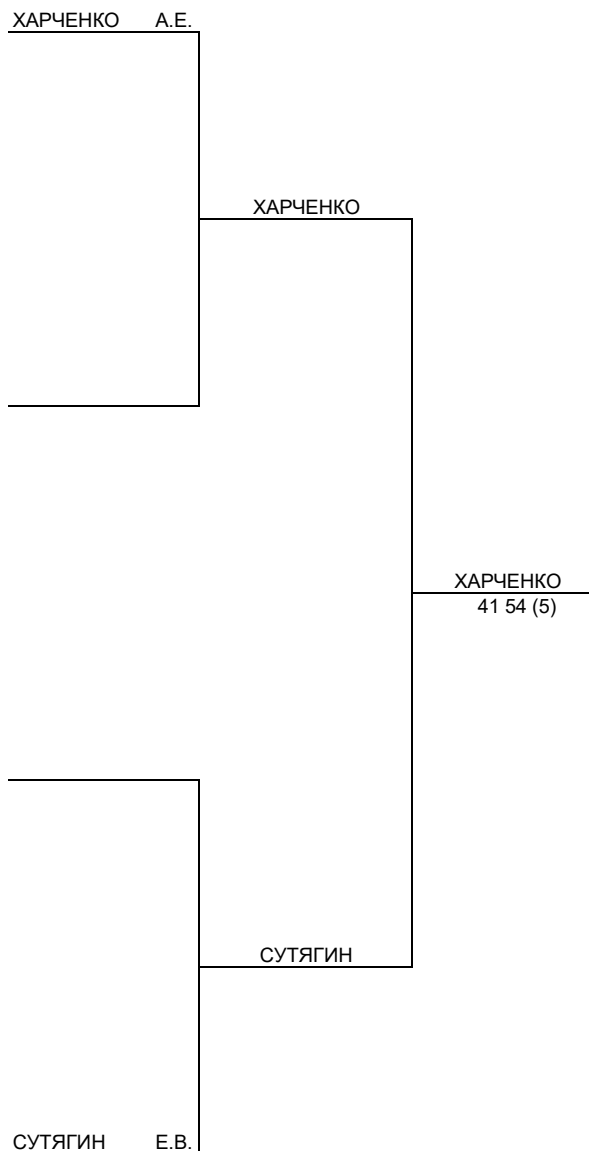 ХАРЧЕНКО А.Е.
ХАРЧЕНКО
ХАРЧЕНКО
41 54 (5)
СУТЯГИН
СУТЯГИН Е.В.